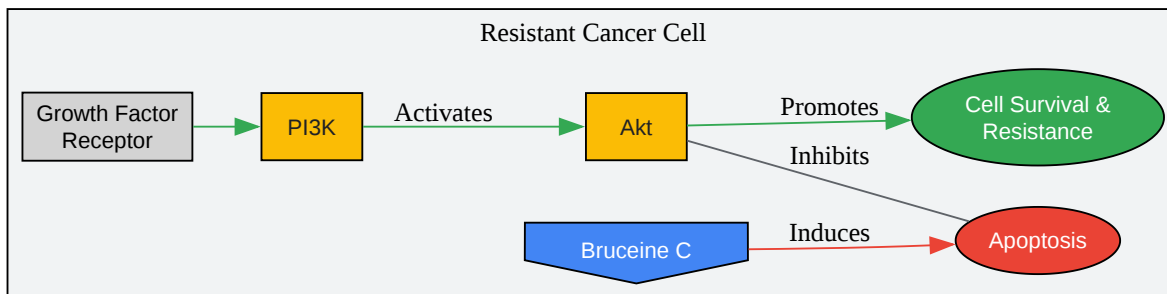 Resistant Cancer Cell
Growth Factor
Receptor
PI3K
Activates
Akt
Promotes
Cell Survival &
Resistance
Inhibits
Bruceine C
Induces
Apoptosis